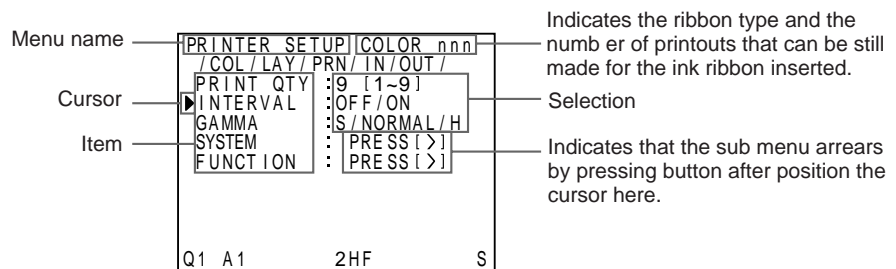 Menu name
Cursor
Item
PRINTER SETUP COLOR nnn
/COL/LAY/PRN/IN/OUT/
PRINT QTY :9 [1~9]
INTERVAL :OFF/ON
GAMMA :S/NORMAL/H
SYSTEM : PRESS[>]
FUNCTION : PRESS[>]
Q1 A1 2HF S
Indicates the ribbon type and the
numb er of printouts that can be still
made for the ink ribbon inserted.
Selection
Indicates that the sub menu arrears
by pressing button after position the
cursor here.